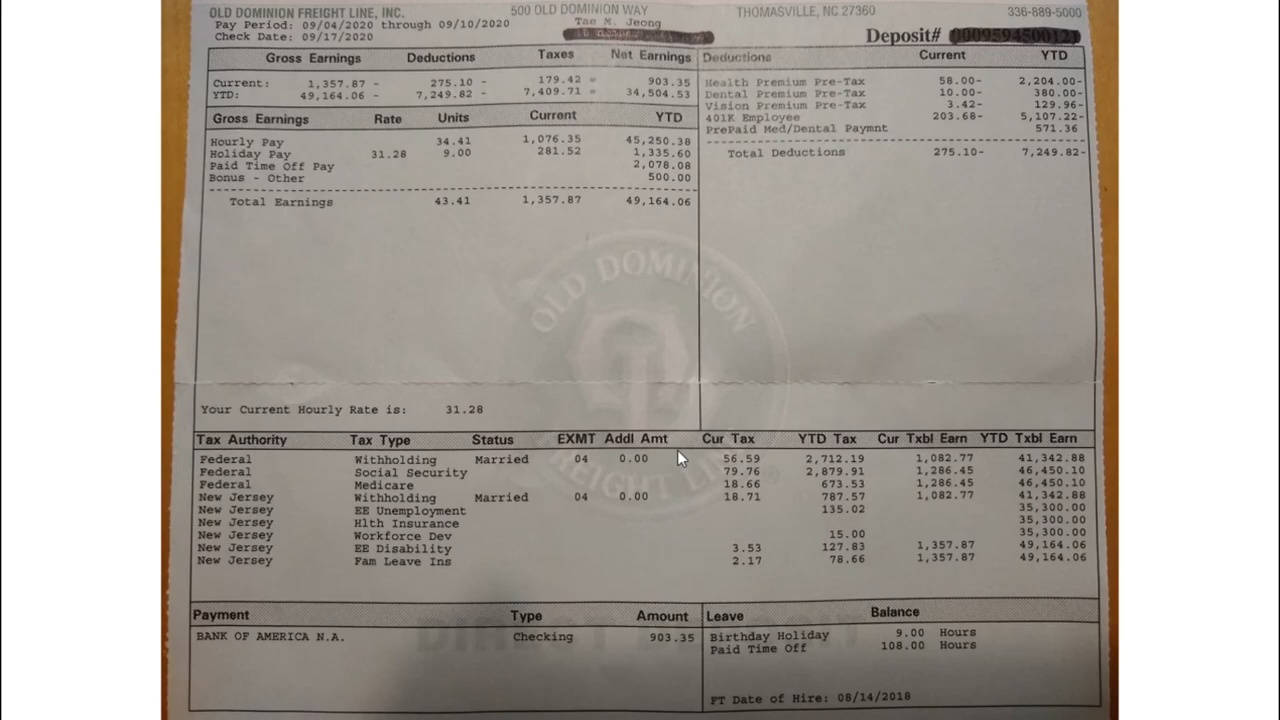 OLD DOMINION FREIGHT LINE, INC. 500 OLD DOMINION WAY THOMASVILLE, NC 27360 336-889-5000
Pay Period: 09/04/2020 through 09/10/2020 Tae M. Jeong
Check Date: 09/17/2020 Deposit#
Gross Earnings Deductions Taxes Net Earnings Deductions Current YTD
Current: 1,357.87 - 275.10 - 179.42 = 903.35 Health Premium Pre-Tax 58.00- 2,204.00-
YTD: 49,164.06 - 7,249.82 - 7,409.71 = 34,504.53 Dental Premium Pre-Tax 10.00- 380.00-
Vision Premium Pre-Tax 3.42- 129.96-
Gross Earnings Rate Units Current YTD 401K Employee 203.68- 5,107.22-
PrePaid Med/Dental Paymnt 571.36
Hourly Pay 34.41 1,076.35 45,250.38
Holiday Pay 31.28 9.00 281.52 1,335.60 Total Deductions 275.10- 7,249.82-
Paid Time Off Pay 2,078.08
Bonus - Other 500.00
Total Earnings 43.41 1,357.87 49,164.06
OLD DOMINION
FREIGHT LINE
Your Current Hourly Rate is: 31.28
Tax Authority Tax Type Status EXMT Addl Amt Cur Tax YTD Tax Cur Txbl Earn YTD Txbl Earn
Federal Withholding Married 04 0.00 56.59 2,712.19 1,082.77 41,342.88
Federal Social Security 79.76 2,879.91 1,286.45 46,450.10
Federal Medicare 18.66 673.53 1,286.45 46,450.10
New Jersey Withholding Married 04 0.00 18.71 787.57 1,082.77 41,342.88
New Jersey EE Unemployment 135.02 35,300.00
New Jersey Hlth Insurance 35,300.00
New Jersey Workforce Dev 15.00 35,300.00
New Jersey EE Disability 3.53 127.83 1,357.87 49,164.06
New Jersey Fam Leave Ins 2.17 78.66 1,357.87 49,164.06
Payment Type Amount Leave Balance
BANK OF AMERICA N.A. Checking 903.35 Birthday Holiday 9.00 Hours
Paid Time Off 108.00 Hours
FT Date of Hire: 08/14/2018